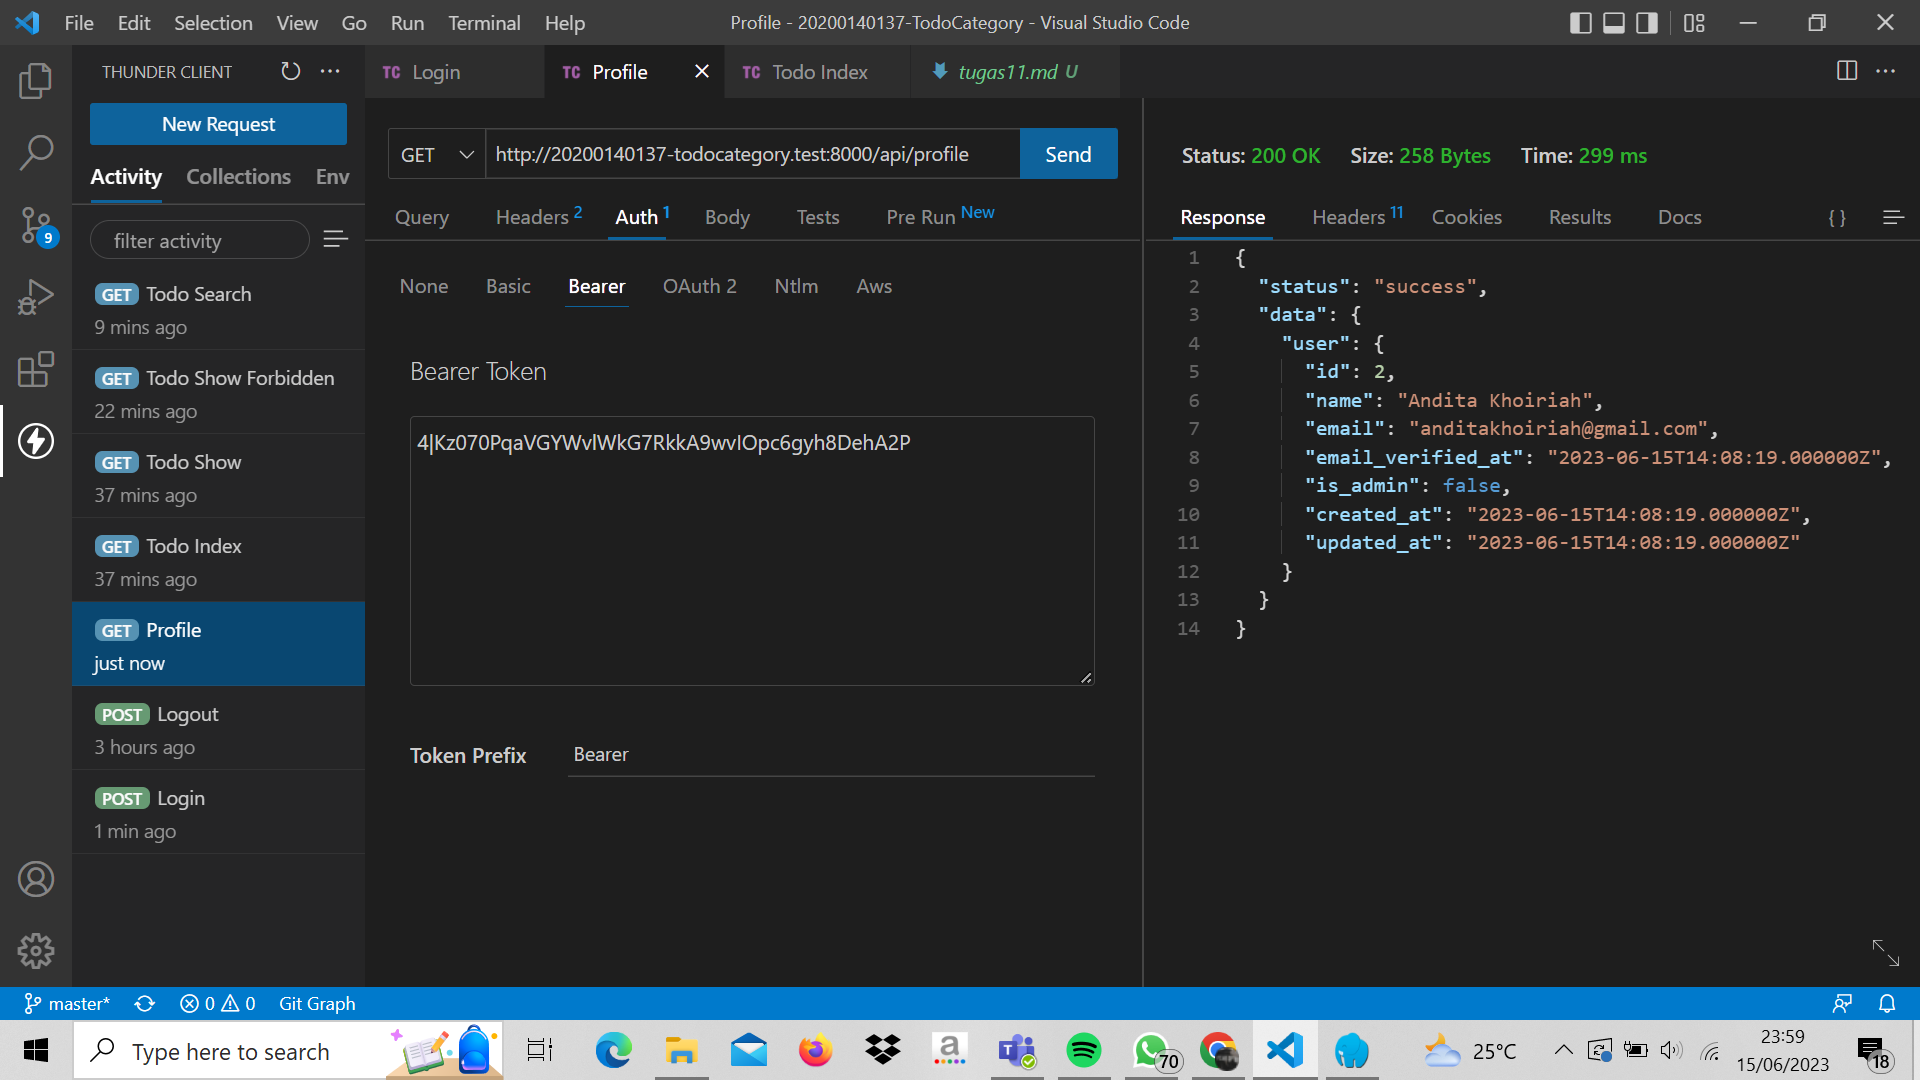 File Edit Selection View Go Run Terminal Help
Profile - 20200140137-TodoCategory - Visual Studio Code
THUNDER CLIENT
TC Login
TC Profile
TC Todo Index
tugas11.md U
New Request
Activity Collections Env
filter activity
GET Todo Search
9 mins ago
GET Todo Show Forbidden
22 mins ago
GET Todo Show
37 mins ago
GET Todo Index
37 mins ago
GET Profile
just now
POST Logout
3 hours ago
POST Login
1 min ago
9
GET
http://20200140137-todocategory.test:8000/api/profile
Send
Query Headers 2 Auth 1 Body Tests Pre Run New
None Basic Bearer OAuth 2 Ntlm Aws
Bearer Token
4|Kz070PqaVGYWvlWkG7RkkA9wvIOpc6gyh8DehA2P
Token Prefix Bearer
Status: 200 OK Size: 258 Bytes Time: 299 ms
Response Headers 11 Cookies Results Docs { }
1 {
2 "status": "success",
3 "data": {
4 "user": {
5 "id": 2,
6 "name": "Andita Khoiriah",
7 "email": "anditakhoiriah@gmail.com",
8 "email_verified_at": "2023-06-15T14:08:19.000000Z",
9 "is_admin": false,
10 "created_at": "2023-06-15T14:08:19.000000Z",
11 "updated_at": "2023-06-15T14:08:19.000000Z"
12 }
13 }
14 }
master* 0 0 Git Graph
Type here to search
a
70
25°C
23:59
15/06/2023
18